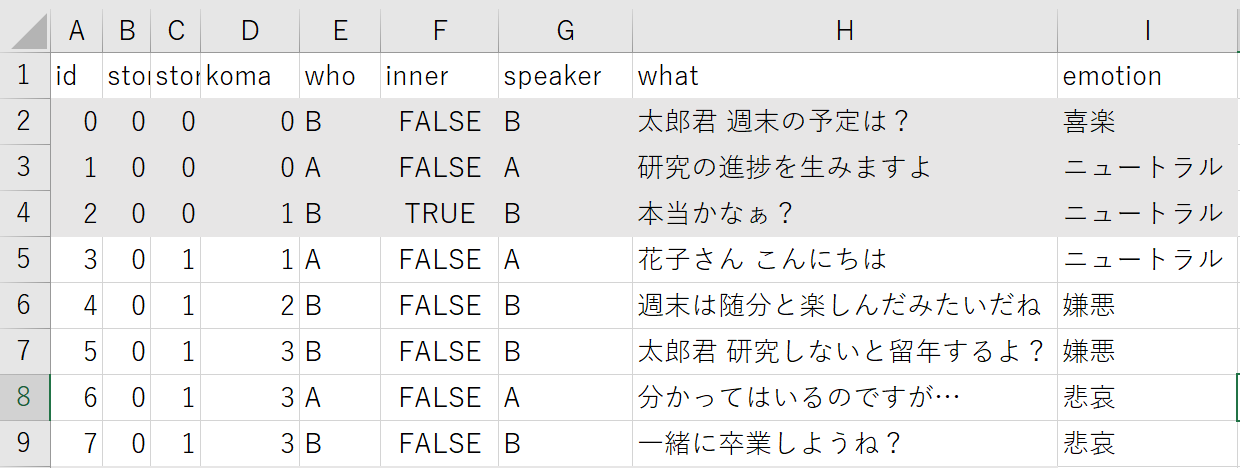 A B C D E F G H I
1 id stor stor koma who inner speaker what emotion
2 0 0 0 0 B FALSE B 太郎君 週末の予定は？ 喜楽
3 1 0 0 0 A FALSE A 研究の進捗を生みますよ ニュートラル
4 2 0 0 1 B TRUE B 本当かなぁ？ ニュートラル
5 3 0 1 1 A FALSE A 花子さん こんにちは ニュートラル
6 4 0 1 2 B FALSE B 週末は随分と楽しんだみたいだね 嫌悪
7 5 0 1 3 B FALSE B 太郎君 研究しないと留年するよ？ 嫌悪
8 6 0 1 3 A FALSE A 分かってはいるのですが… 悲哀
9 7 0 1 3 B FALSE B 一緒に卒業しようね？ 悲哀